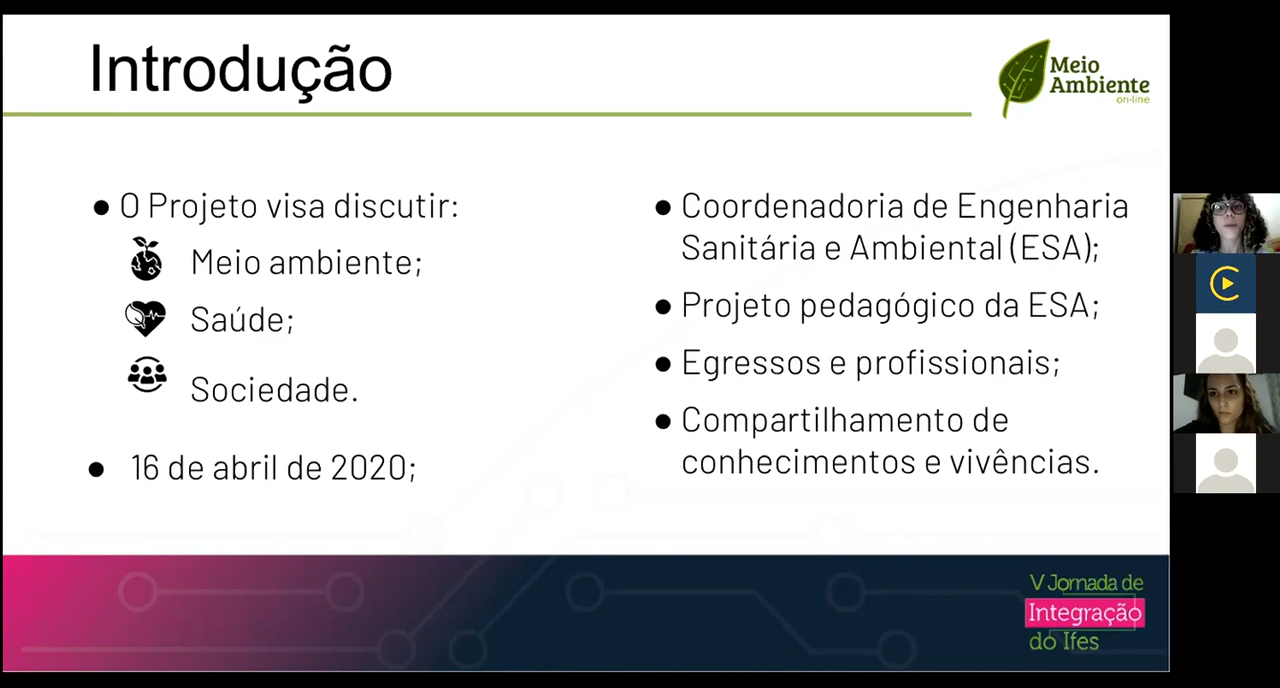 Introdução
Meio
Ambiente
on-line
● O Projeto visa discutir:
Meio ambiente;
Saúde;
Sociedade.
● 16 de abril de 2020;
● Coordenadoria de Engenharia
Sanitária e Ambiental (ESA);
● Projeto pedagógico da ESA;
● Egressos e profissionais;
● Compartilhamento de
conhecimentos e vivências.
V Jornada de
Integração
do Ifes